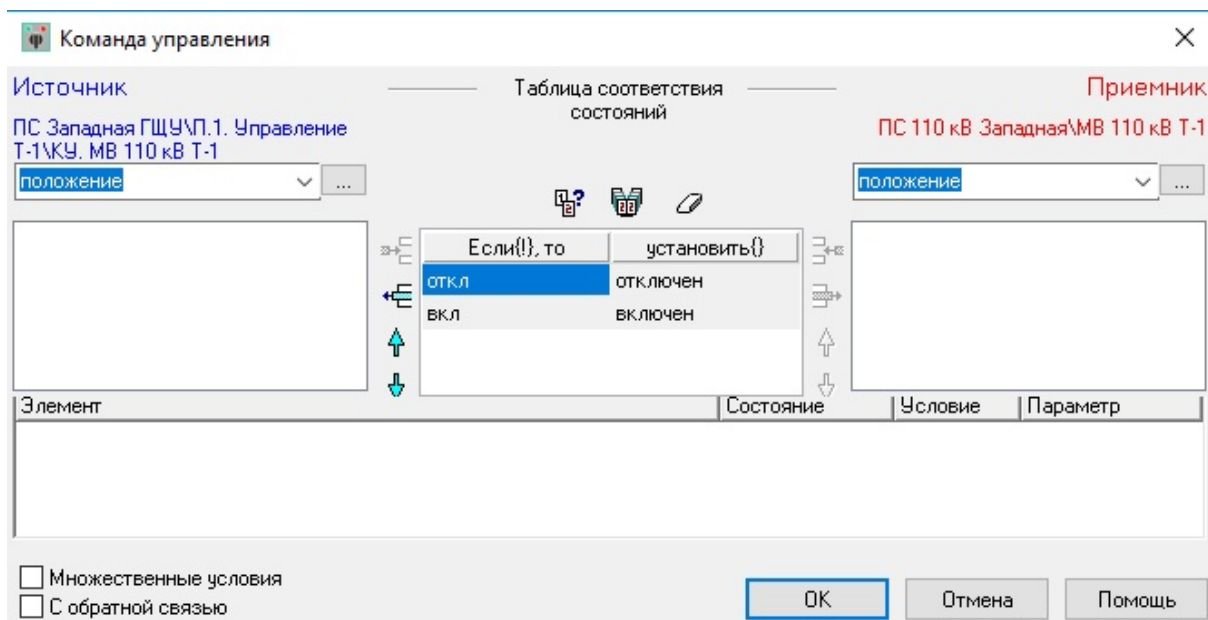 Команда управления
Источник
Таблица соответствия
состояний
Приемник
ПС Западная ГЩУ\П.1. Управление
Т-1\КУ. МВ 110 кВ Т-1
ПС 110 кВ Западная\МВ 110 кВ Т-1
положение
...
положение
...
Если{!}, то
установить{}
откл
отключен
вкл
включен
Элемент
Состояние
Условие
Параметр
Множественные условия
С обратной связью
OK
Отмена
Помощь